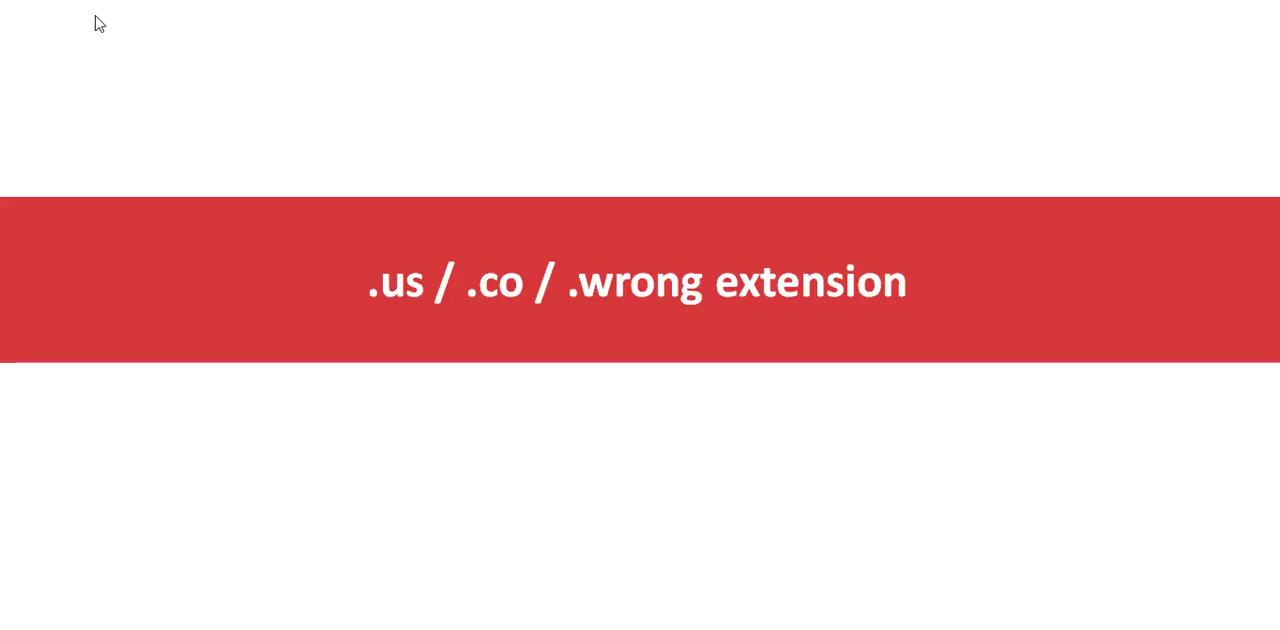 .us / .co / .wrong extension